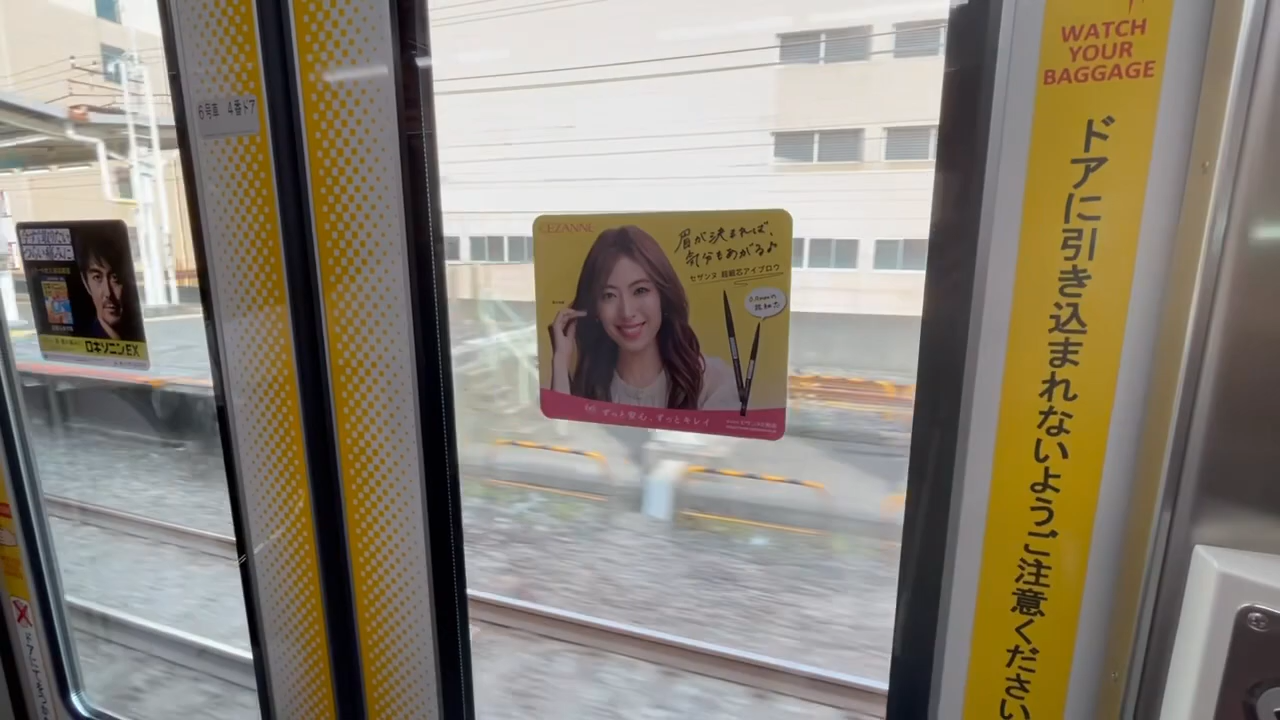 6号車 4番ドア
ロキソニンEX
CEZANNE
眉が決まれば、
気分もあがる♪
セザンヌ 超細芯アイブロウ
超細芯
ずっと安心。ずっとキレイ
WATCH
YOUR
BAGGAGE
ドアに引き込まれないようご注意ください